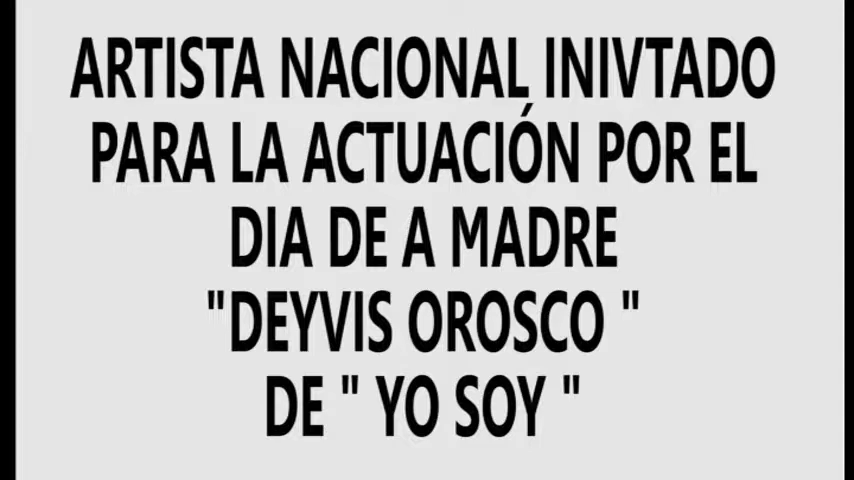 ARTISTA NACIONAL INIVTADO
PARA LA ACTUACIÓN POR EL
DIA DE A MADRE
"DEYVIS OROSCO "
DE " YO SOY "